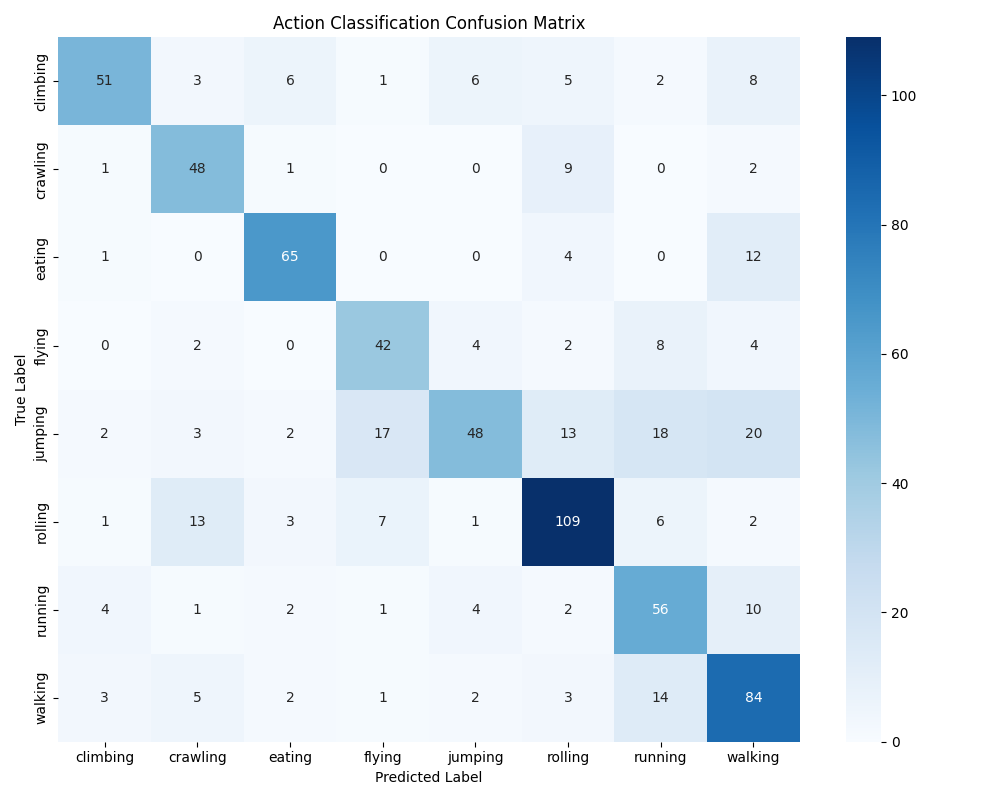 Action Classification Confusion Matrix
True Label
climbing 51 3 6 1 6 5 2 8
crawling 1 48 1 0 0 9 0 2
eating 1 0 65 0 0 4 0 12
flying 0 2 0 42 4 2 8 4
jumping 2 3 2 17 48 13 18 20
rolling 1 13 3 7 1 109 6 2
running 4 1 2 1 4 2 56 10
walking 3 5 2 1 2 3 14 84
climbing crawling eating flying jumping rolling running walking
Predicted Label
100
80
60
40
20
0